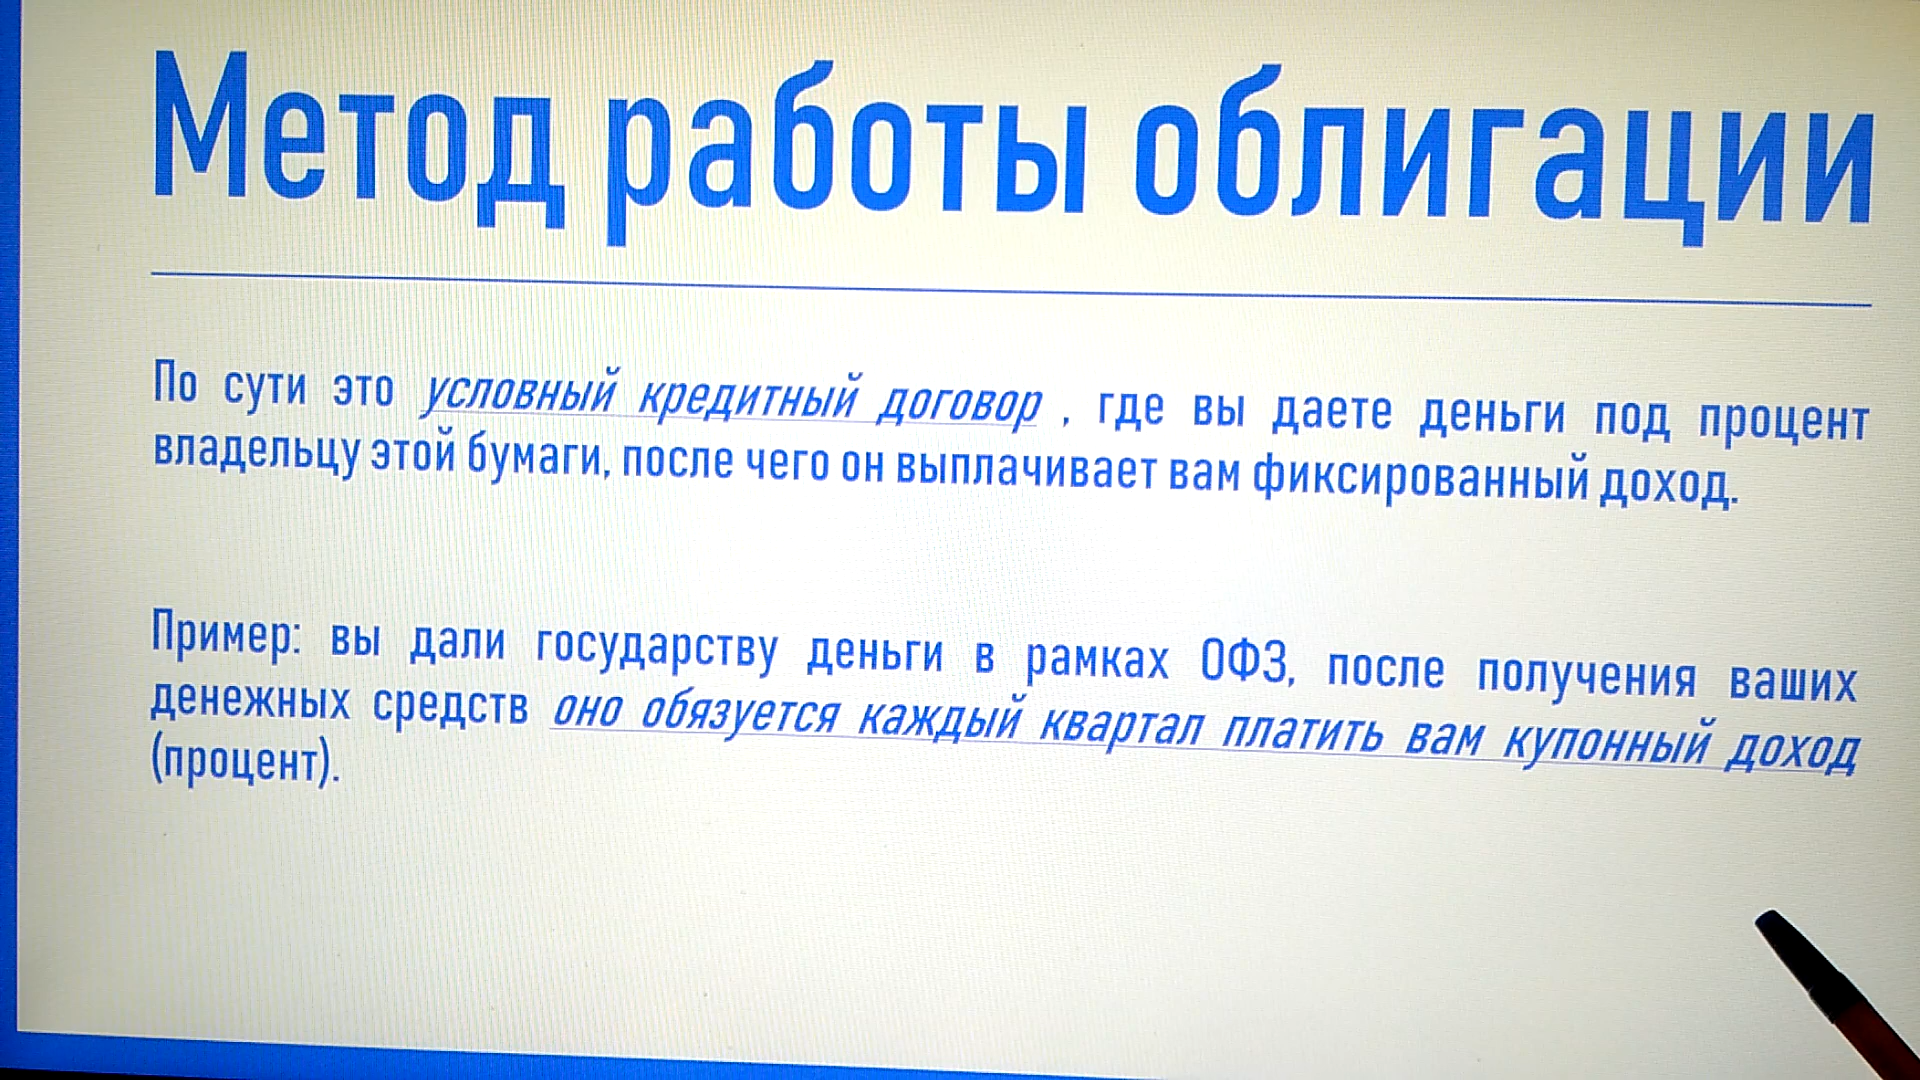 Метод работы облигации
По сути это условный кредитный договор , где вы даете деньги под процент
владельцу этой бумаги, после чего он выплачивает вам фиксированный доход.
Пример: вы дали государству деньги в рамках ОФЗ, после получения ваших
денежных средств оно обязуется каждый квартал платить вам купонный доход
(процент).